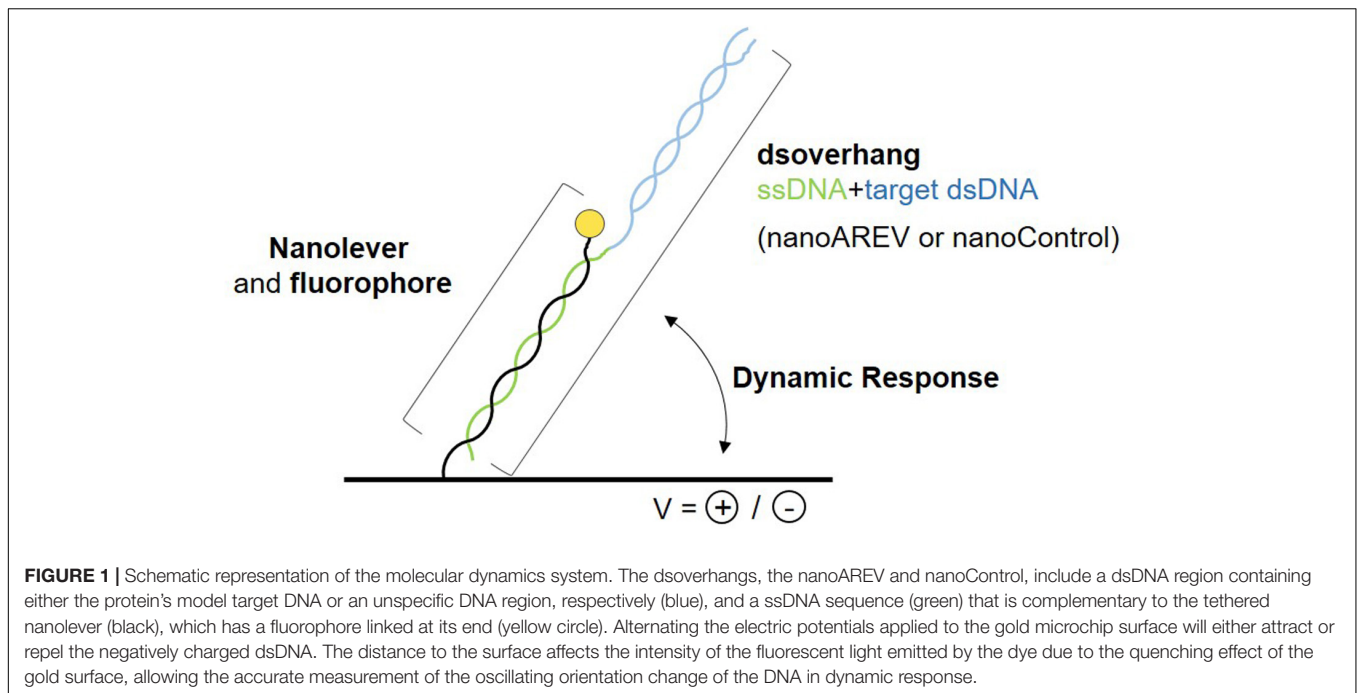 dsoverhang
ssDNA+target dsDNA
(nanoAREV or nanoControl)
Nanolever
and fluorophore
Dynamic Response
V = + / -
FIGURE 1 | Schematic representation of the molecular dynamics system. The dsoverhangs, the nanoAREV and nanoControl, include a dsDNA region containing
either the protein's model target DNA or an unspecific DNA region, respectively (blue), and a ssDNA sequence (green) that is complementary to the tethered
nanolever (black), which has a fluorophore linked at its end (yellow circle). Alternating the electric potentials applied to the gold microchip surface will either attract or
repel the negatively charged dsDNA. The distance to the surface affects the intensity of the fluorescent light emitted by the dye due to the quenching effect of the
gold surface, allowing the accurate measurement of the oscillating orientation change of the DNA in dynamic response.